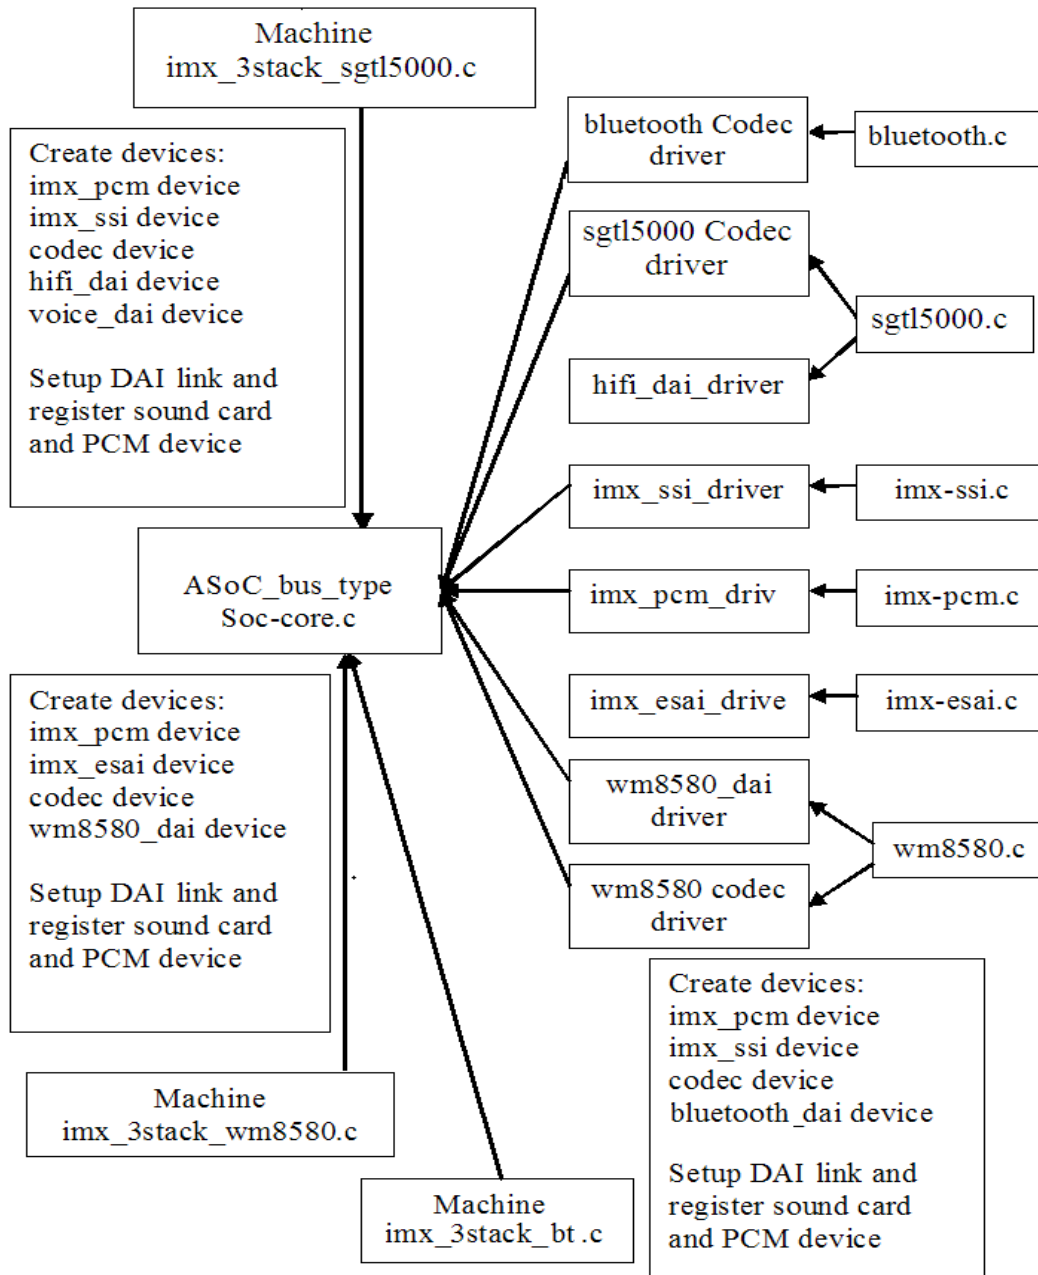 Machine
imx_3stack_sgtl5000.c
Create devices:
imx_pcm device
imx_ssi device
codec device
hifi_dai device
voice_dai device
Setup DAI link and
register sound card
and PCM device
bluetooth Codec
driver
bluetooth.c
sgtl5000 Codec
driver
sgtl5000.c
hifi_dai_driver
imx_ssi_driver
imx-ssi.c
ASoC_bus_type
Soc-core.c
imx_pcm_driv
imx-pcm.c
imx_esai_drive
imx-esai.c
wm8580_dai
driver
wm8580.c
wm8580 codec
driver
Create devices:
imx_pcm device
imx_esai device
codec device
wm8580_dai device
Setup DAI link and
register sound card
and PCM device
Machine
imx_3stack_wm8580.c
Machine
imx_3stack_bt.c
Create devices:
imx_pcm device
imx_ssi device
codec device
bluetooth_dai device
Setup DAI link and
register sound card
and PCM device